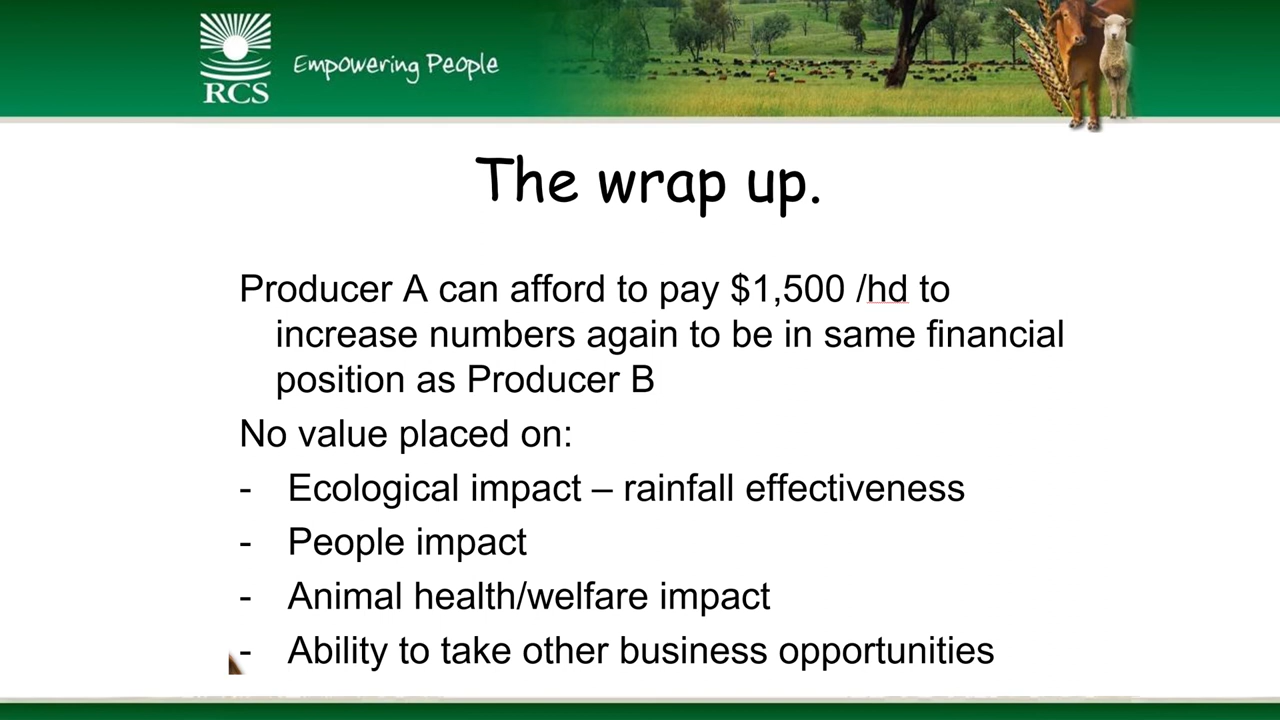 Empowering People
RCS
The wrap up.
Producer A can afford to pay $1,500 /hd to
increase numbers again to be in same financial
position as Producer B
No value placed on:
- Ecological impact – rainfall effectiveness
- People impact
- Animal health/welfare impact
- Ability to take other business opportunities